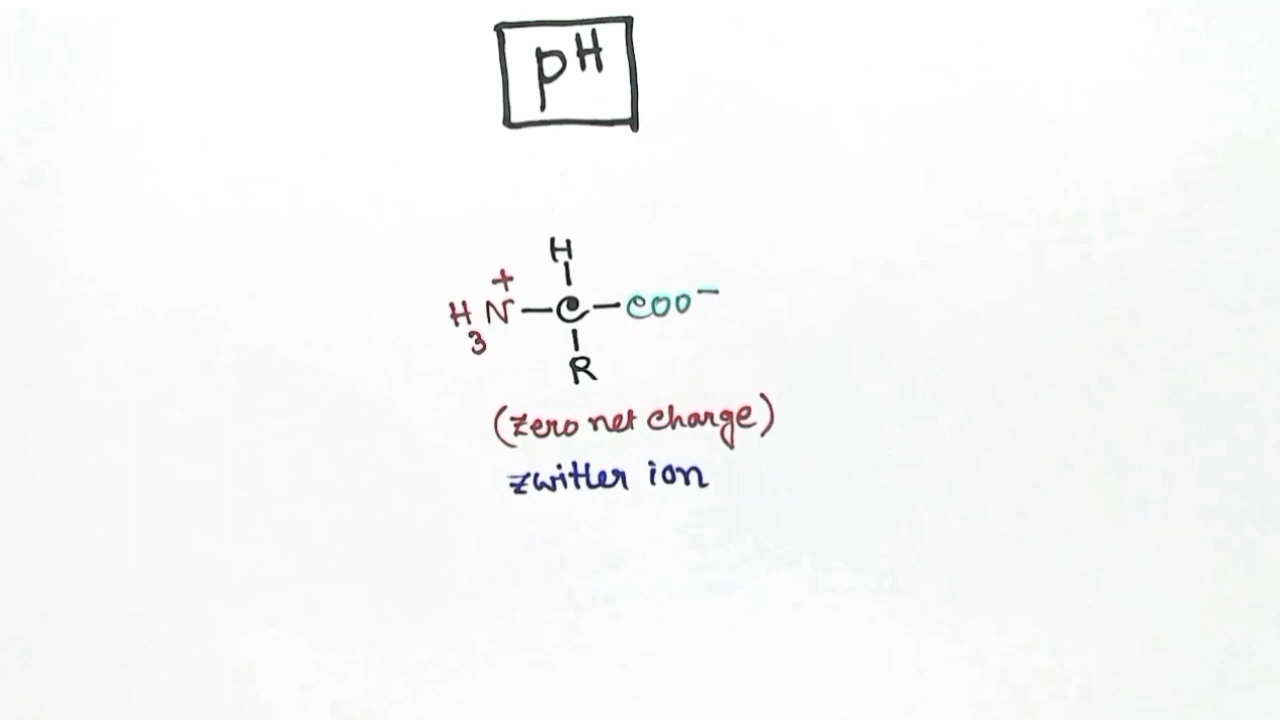 pH
H
H3N+ – C – COO–
R
(zero net charge)
zwitter ion